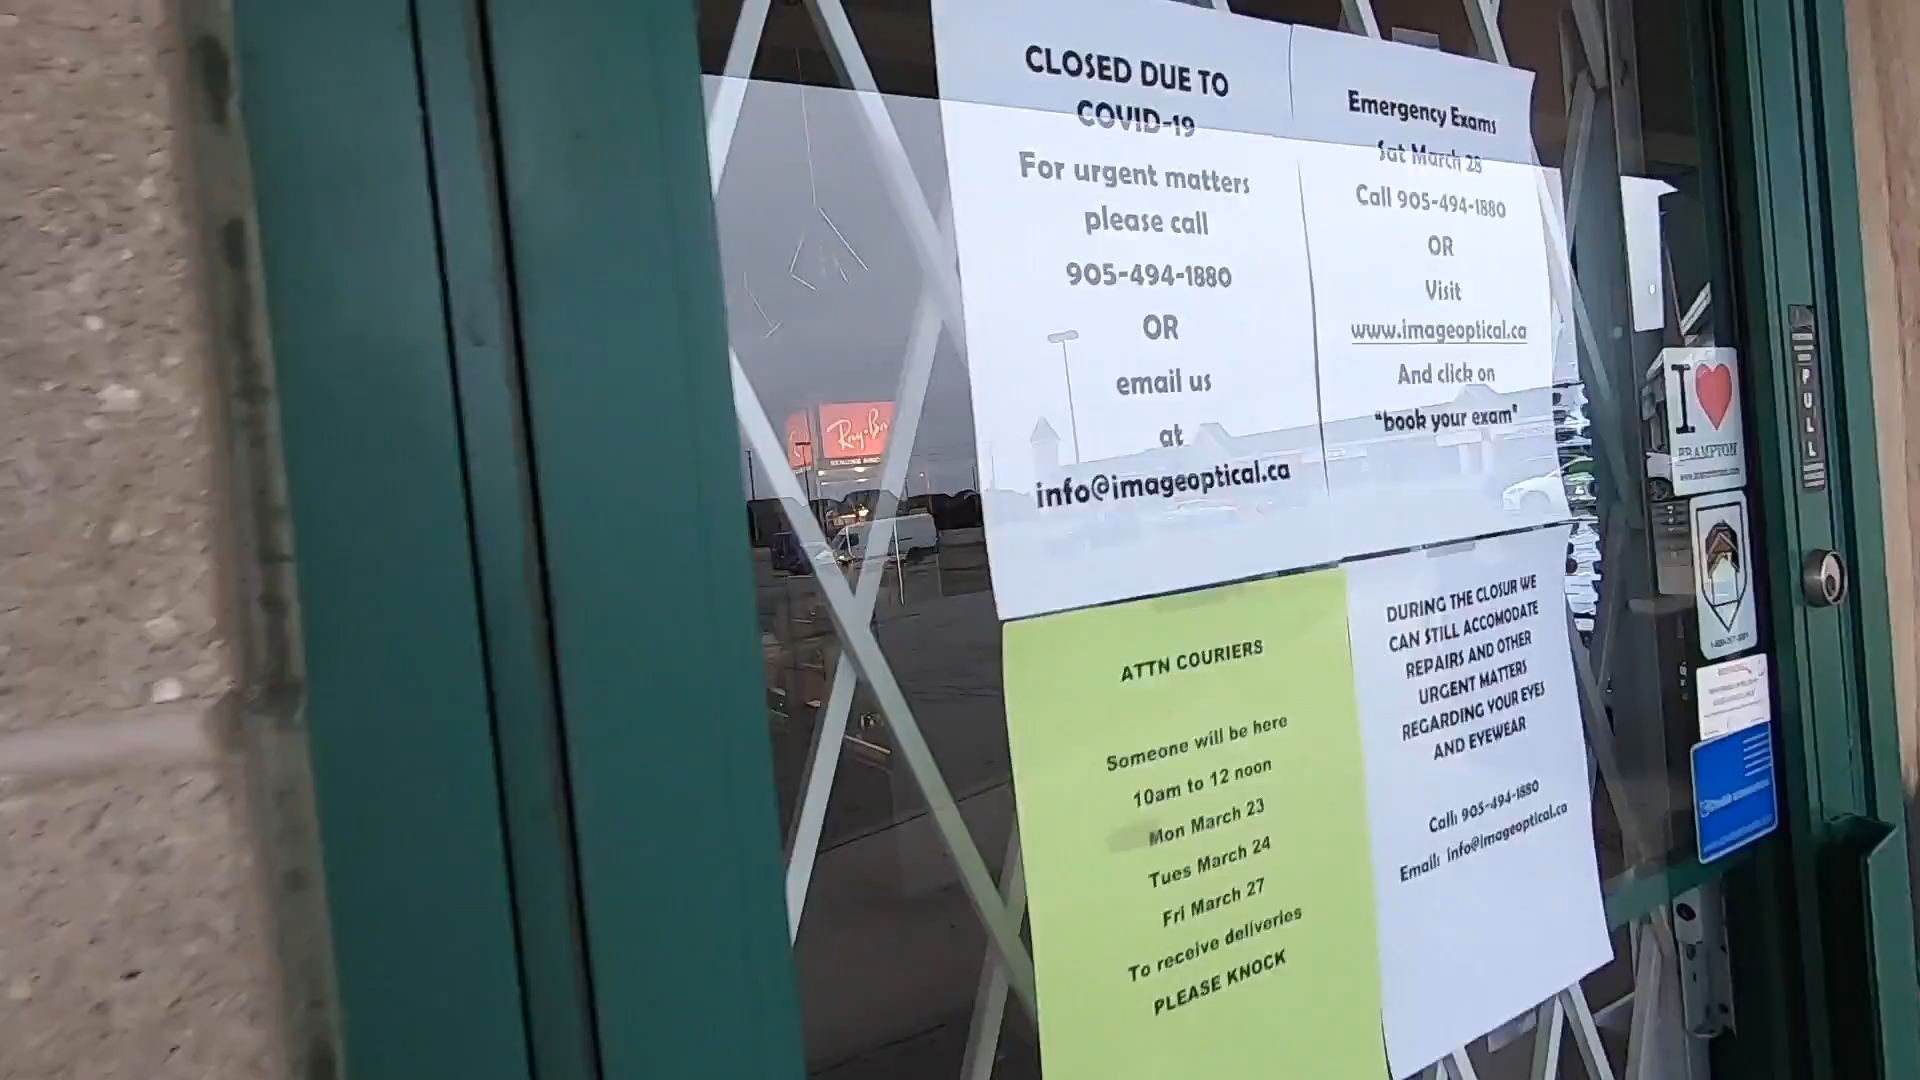 CLOSED DUE TO
COVID-19
For urgent matters
please call
905-494-1880
OR
email us
at
info@imageoptical.ca
Emergency Exams
Sat March 28
Call 905-494-1880
OR
Visit
www.imageoptical.ca
And click on
"book your exam"
ATTN COURIERS
Someone will be here
10am to 12 noon
Mon March 23
Tues March 24
Fri March 27
To receive deliveries
PLEASE KNOCK
DURING THE CLOSUR WE
CAN STILL ACCOMODATE
REPAIRS AND OTHER
URGENT MATTERS
REGARDING YOUR EYES
AND EYEWEAR
Call: 905-494-1880
Email: info@imageoptical.ca
Ray-Ba
I
BRAMPTON
PULL